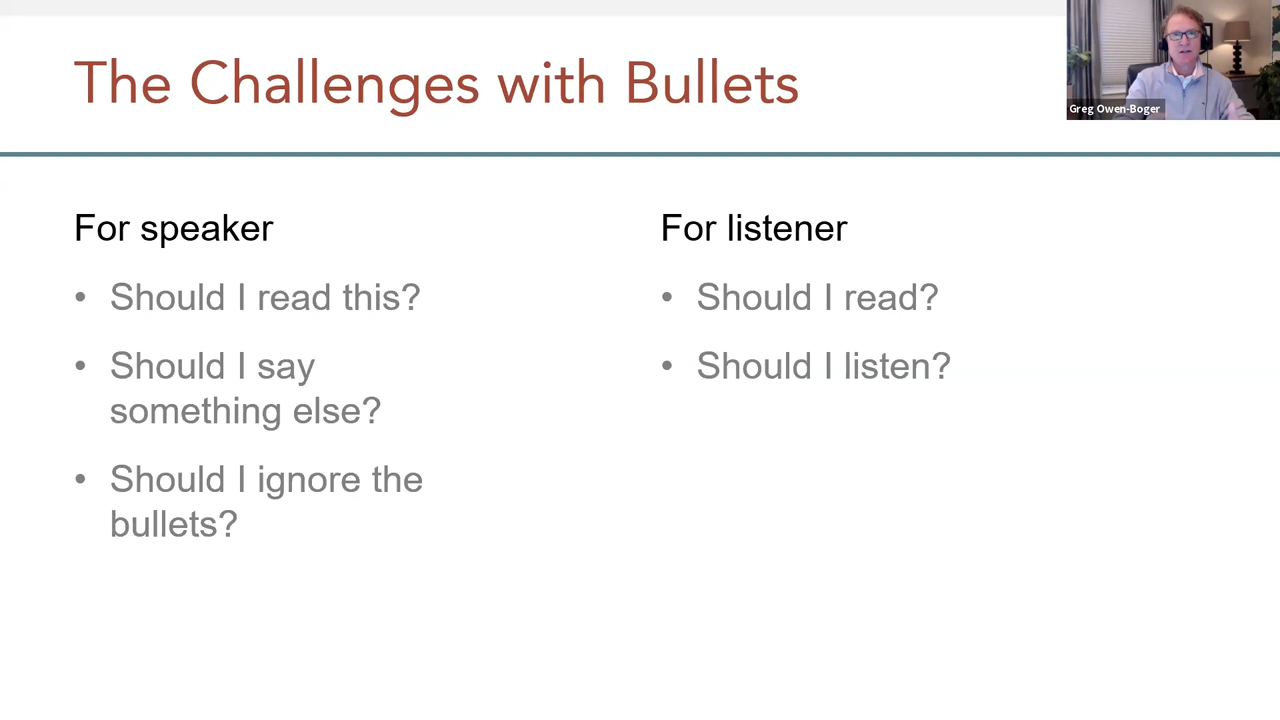 The Challenges with Bullets
Greg Owen-Boger
For speaker
• Should I read this?
• Should I say
something else?
• Should I ignore the
bullets?
For listener
• Should I read?
• Should I listen?